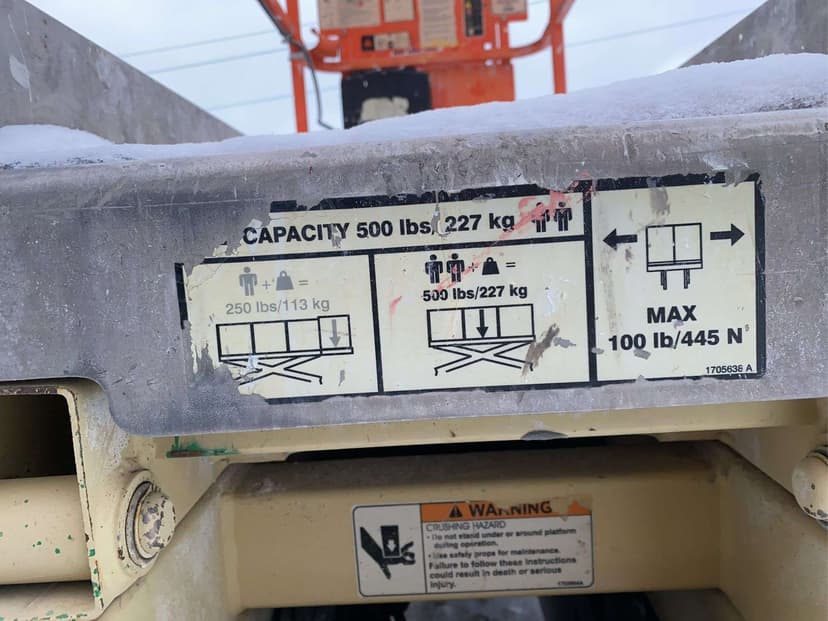 CAPACITY 500 lbs/ 227 kg
+ =
250 lbs/113 kg
+ =
500 lbs/227 kg
MAX
100 lb/445 N
1705638 A
WARNING
CRUSHING HAZARD
• Do not stand under or around platform
during operation.
• Use safety props for maintenance.
Failure to follow these instructions
could result in death or serious
injury.